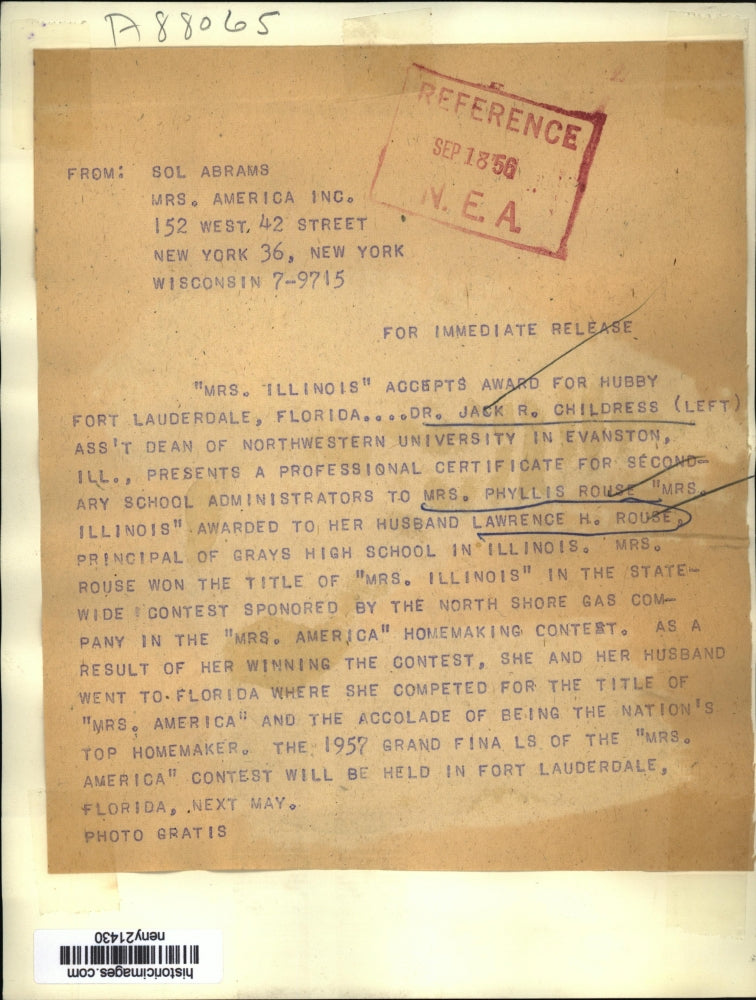 A88065
REFERENCE
SEP 18 '56
N.E.A.
FROM: SOL ABRAMS
MRS. AMERICA INC.
152 WEST. 42 STREET
NEW YORK 36, NEW YORK
WISCONSIN 7-9715
FOR IMMEDIATE RELEASE
"MRS. ILLINOIS" ACCEPTS AWARD FOR HUBBY
FORT LAUDERDALE, FLORIDA....DR. JACK R. CHILDRESS (LEFT)
ASS'T DEAN OF NORTHWESTERN UNIVERSITY IN EVANSTON,
ILL., PRESENTS A PROFESSIONAL CERTIFICATE FOR SECOND-
ARY SCHOOL ADMINISTRATORS TO MRS. PHYLLIS ROUSE "MRS.
ILLINOIS" AWARDED TO HER HUSBAND LAWRENCE H. ROUSE,
PRINCIPAL OF GRAYS HIGH SCHOOL IN ILLINOIS. MRS.
ROUSE WON THE TITLE OF "MRS. ILLINOIS" IN THE STATE-
WIDE CONTEST SPONORED BY THE NORTH SHORE GAS COM-
PANY IN THE "MRS. AMERICA" HOMEMAKING CONTEST. AS A
RESULT OF HER WINNING THE CONTEST, SHE AND HER HUSBAND
WENT TO FLORIDA WHERE SHE COMPETED FOR THE TITLE OF
"MRS. AMERICA" AND THE ACCOLADE OF BEING THE NATION'S
TOP HOMEMAKER. THE 1957 GRAND FINA LS OF THE "MRS.
AMERICA" CONTEST WILL BE HELD IN FORT LAUDERDALE,
FLORIDA, NEXT MAY.
PHOTO GRATIS
historicimages.com
neny21430